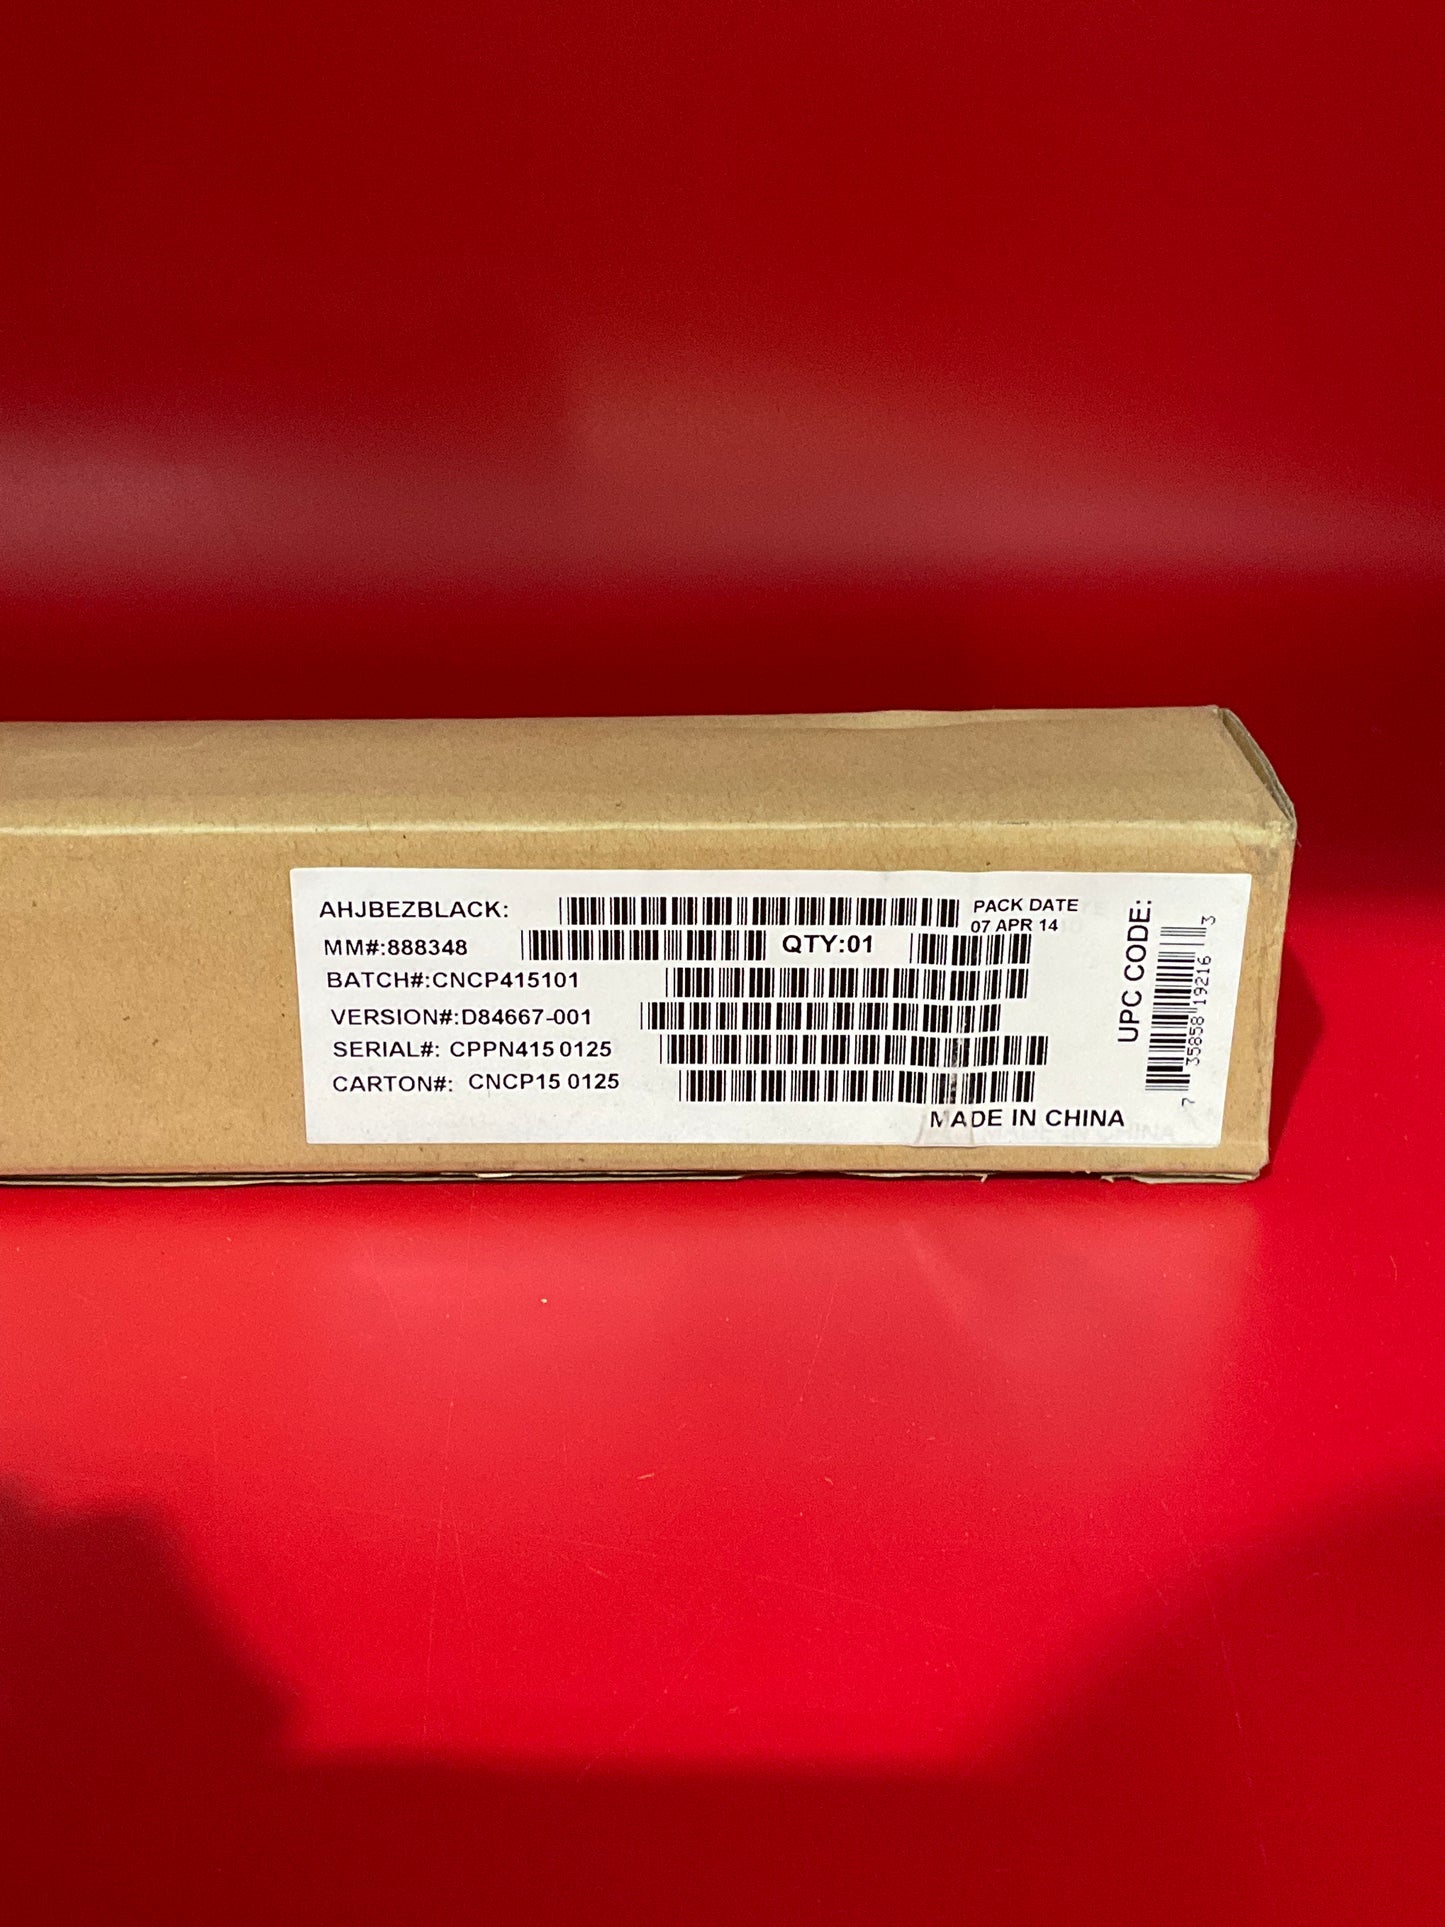 AHJBEZBLACK:
PACK DATE
07 APR 14
MM#:888348
QTY:01
BATCH#:CNCP415101
VERSION#:D84667-001
SERIAL#: CPPN415 0125
CARTON#: CNCP15 0125
MADE IN CHINA
UPC CODE:
7 35858 19216 3